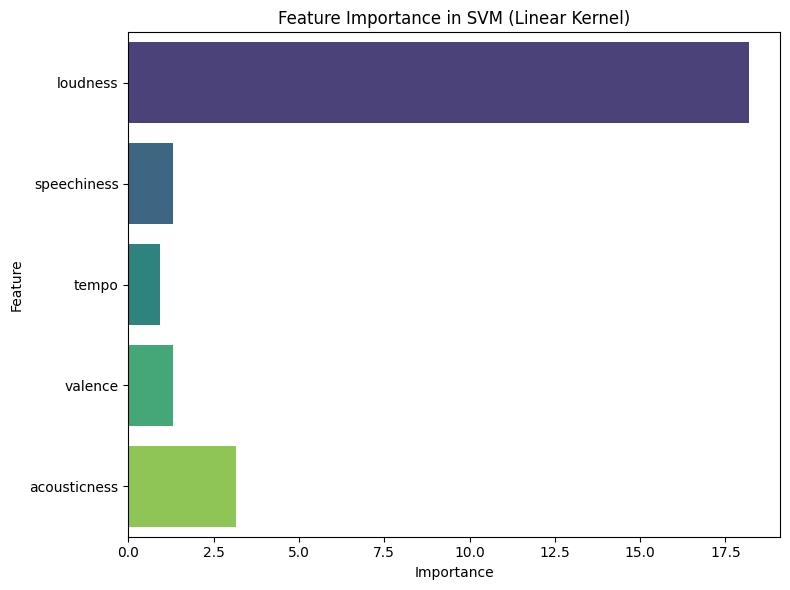 Feature Importance in SVM (Linear Kernel)
loudness
speechiness
tempo
valence
acousticness
Feature
0.0 2.5 5.0 7.5 10.0 12.5 15.0 17.5
Importance